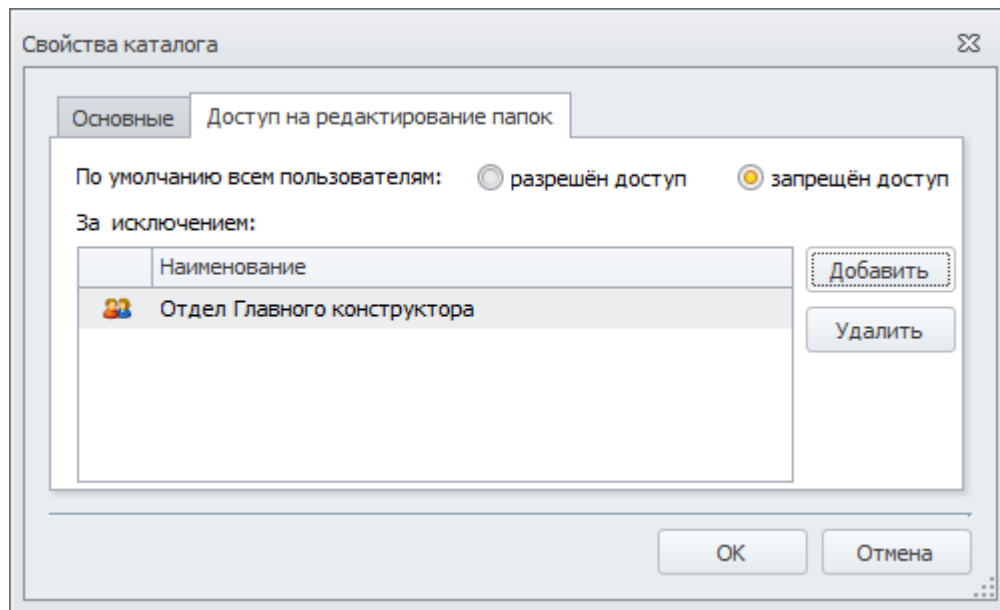 Свойства каталога
Основные Доступ на редактирование папок
По умолчанию всем пользователям: разрешён доступ запрещён доступ
За исключением:
Наименование Добавить
Отдел Главного конструктора
Удалить
ОК Отмена